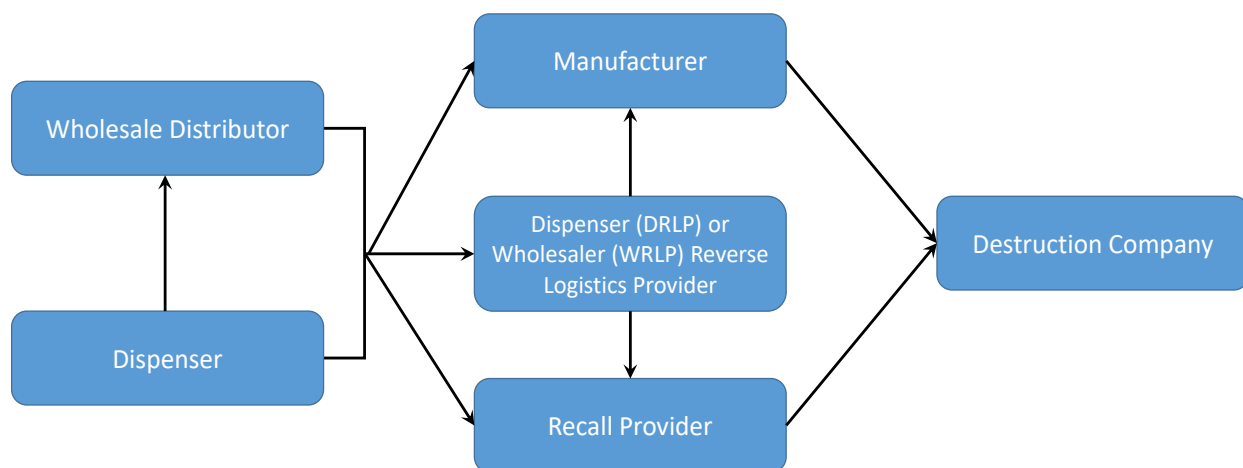 Manufacturer
Wholesale Distributor
Dispenser (DRLP) or
Wholesaler (WRLP) Reverse
Logistics Provider
Destruction Company
Dispenser
Recall Provider